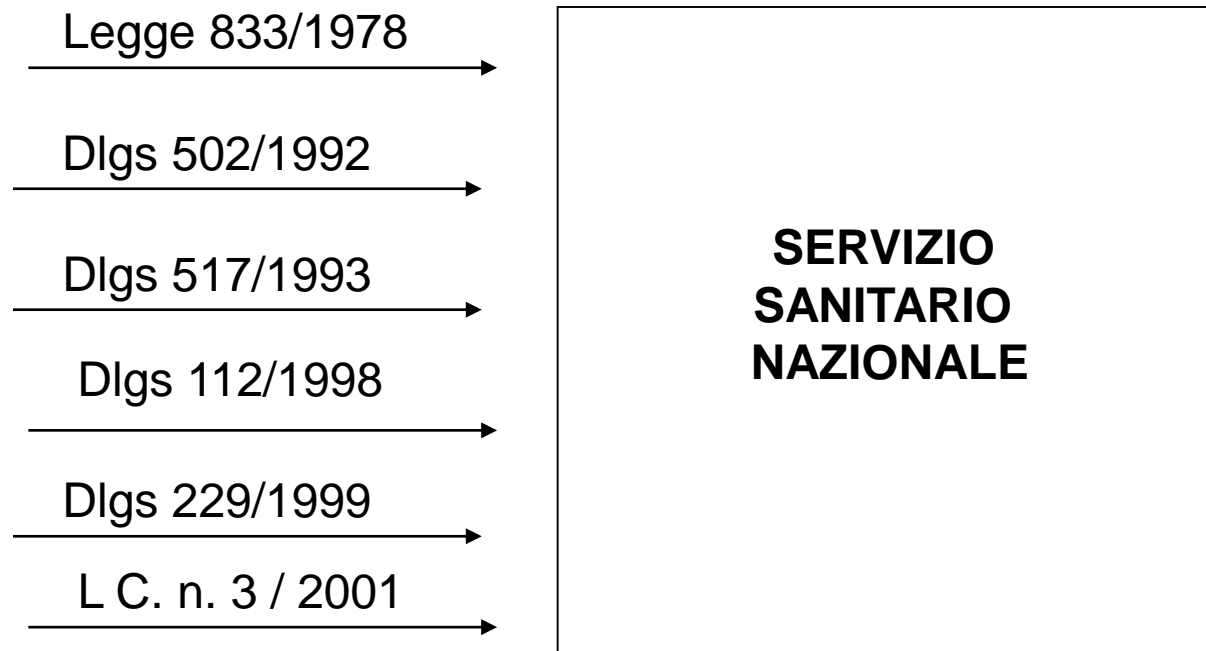 Legge 833/1978
Dlgs 502/1992
Dlgs 517/1993
Dlgs 112/1998
Dlgs 229/1999
L C. n. 3 / 2001
SERVIZIO
SANITARIO
NAZIONALE